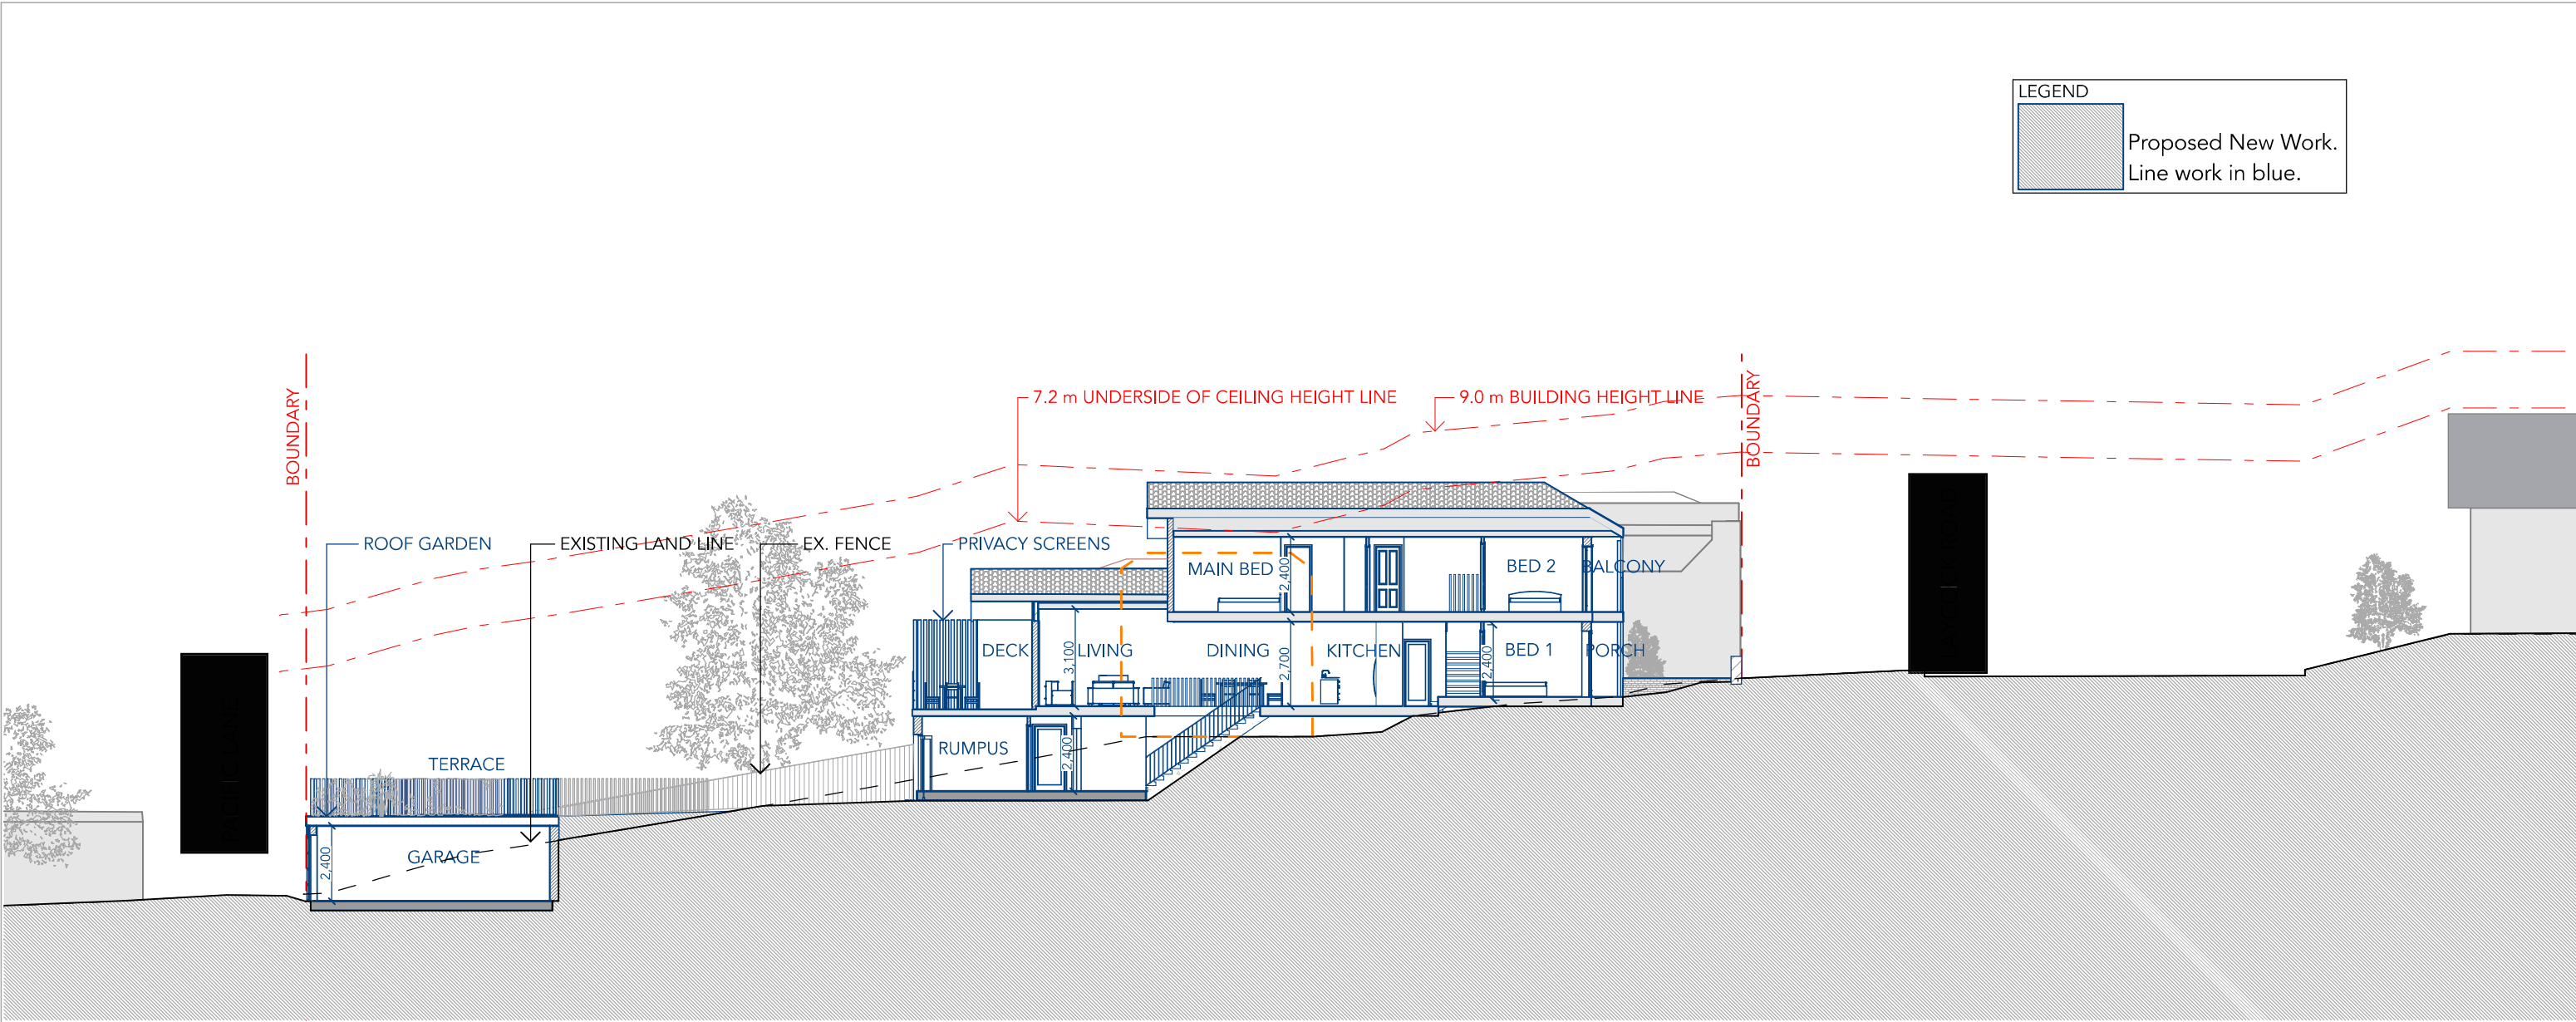 LEGEND
Proposed New Work.
Line work in blue.
BOUNDARY
7.2 m UNDERSIDE OF CEILING HEIGHT LINE
9.0 m BUILDING HEIGHT LINE
BOUNDARY
ROOF GARDEN
EXISTING LAND LINE
EX. FENCE
PRIVACY SCREENS
MAIN BED
2,400
BED 2
BALCONY
DECK
3,100
LIVING
DINING
2,700
KITCHEN
2,400
BED 1
PORCH
RUMPUS
2,400
TERRACE
2,400
GARAGE